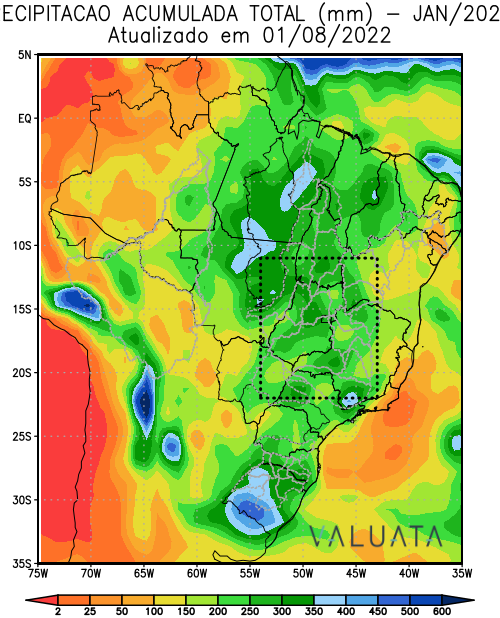 ECIPITACAO ACUMULADA TOTAL (mm) – JAN/202
Atualizado em 01/08/2022
5N
EQ
5S
10S
15S
20S
25S
30S
35S
75W 70W 65W 60W 55W 50W 45W 40W 35W
VALUATA
2 25 50 100 150 200 250 300 350 400 450 500 600